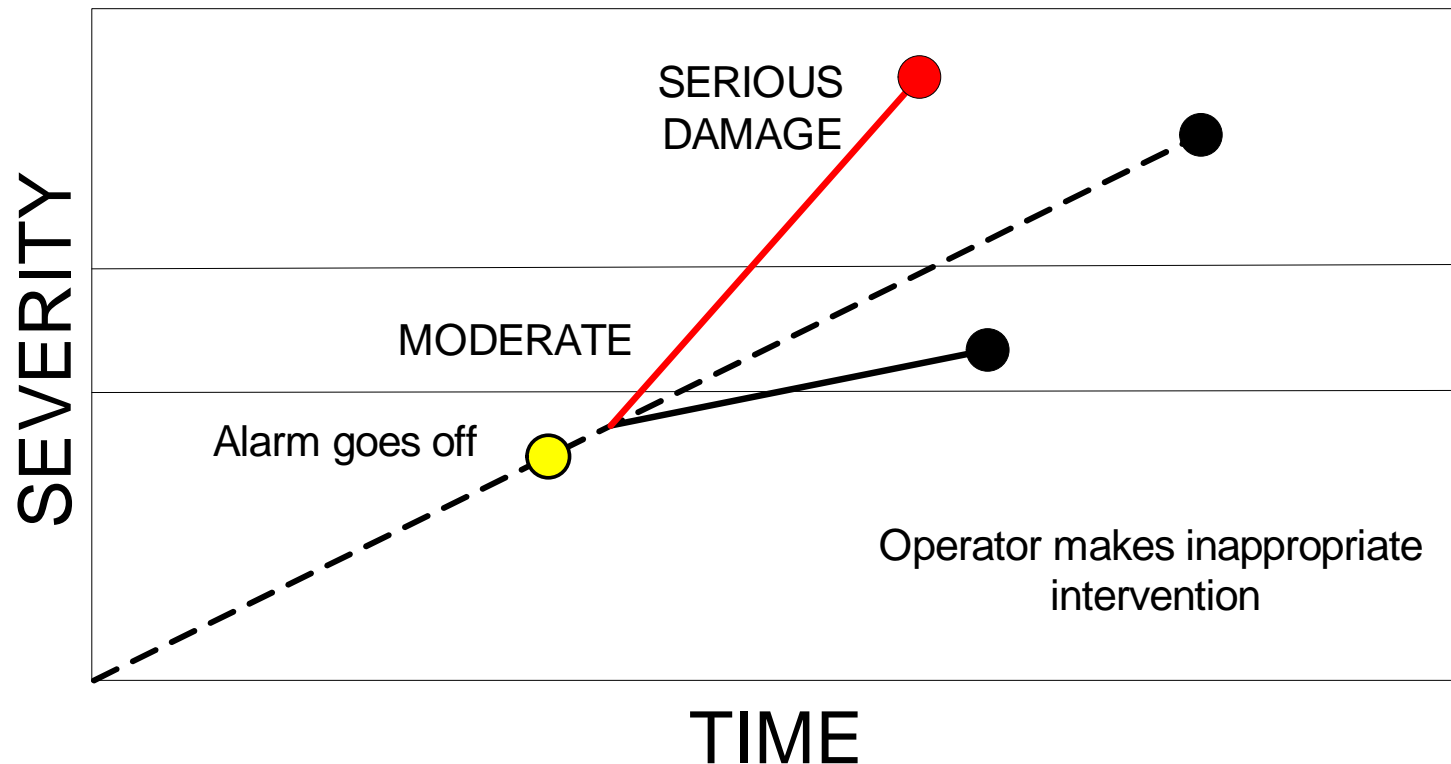 SERIOUS
DAMAGE
MODERATE
Alarm goes off
Operator makes inappropriate
intervention
SEVERITY
TIME